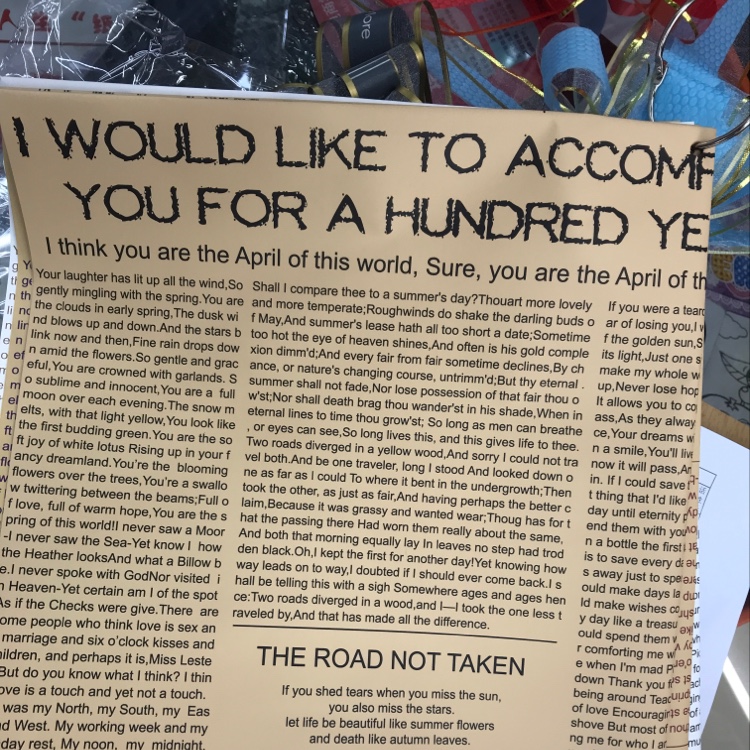 ore
I WOULD LIKE TO ACCOMP
YOU FOR A HUNDRED YE
I think you are the April of this world, Sure, you are the April of th
Your laughter has lit up all the wind,So
gently mingling with the spring.You are
the clouds in early spring,The dusk wi
nd blows up and down.And the stars b
link now and then,Fine rain drops dow
n amid the flowers.So gentle and grac
eful,You are crowned with garlands. S
o sublime and innocent,You are a full
moon over each evening.The snow m
elts, with that light yellow,You look like
the first budding green.You are the so
ft joy of white lotus Rising up in your f
ancy dreamland.You're the blooming
flowers over the trees,You're a swallo
w twittering between the beams;Full o
f love, full of warm hope,You are the s
pring of this world!I never saw a Moor
-I never saw the Sea-Yet know I how
the Heather looksAnd what a Billow b
e.I never spoke with GodNor visited i
n Heaven-Yet certain am I of the spot
As if the Checks were give.There are
ome people who think love is sex an
marriage and six o'clock kisses and
ildren, and perhaps it is,Miss Leste
But do you know what I think? I thin
ove is a touch and yet not a touch.
was my North, my South, my Eas
d West. My working week and my
day rest, My noon, my midnight,
Shall I compare thee to a summer's day?Thouart more lovely
and more temperate;Roughwinds do shake the darling buds o
f May,And summer's lease hath all too short a date;Sometime
too hot the eye of heaven shines,And often is his gold comple
xion dimm'd;And every fair from fair sometime declines,By ch
ance, or nature's changing course, untrimm'd;But thy eternal .
summer shall not fade,Nor lose possession of that fair thou o
w'st;Nor shall death brag thou wander'st in his shade,When in
eternal lines to time thou grow'st; So long as men can breathe
, or eyes can see,So long lives this, and this gives life to thee.
Two roads diverged in a yellow wood,And sorry I could not tra
vel both.And be one traveler, long I stood And looked down o
ne as far as I could To where it bent in the undergrowth;Then
took the other, as just as fair,And having perhaps the better c
laim,Because it was grassy and wanted wear;Thou has for t
hat the passing there Had worn them really about the same,
And both that morning equally lay In leaves no step had trod
den black.Oh,I kept the first for another day!Yet knowing how
way leads on to way,I doubted if I should ever come back.I s
hall be telling this with a sigh Somewhere ages and ages hen
ce:Two roads diverged in a wood,and I—I took the one less t
raveled by,And that has made all the difference.
THE ROAD NOT TAKEN
If you shed tears when you miss the sun,
you also miss the stars.
let life be beautiful like summer flowers
and death like autumn leaves.
If you were a tear
ar of losing you,I
f the golden sun,S
its light,Just one s
make my whole w
up,Never lose hop
It allows you to co
ass,As they alway
ce,Your dreams wi
n a smile,You'll liv
now it will pass,An
in. If I could save
t thing that I'd like
day until eternity p
end them with you
n a bottle the first
is to save every d
s away just to spe
ould make days la
ld make wishes c
y day like a treasu
ould spend them
r comforting me w
e when I'm mad
down Thank you f
being around Teac
of love Encouragin
shove But most of
ng me for who I ar